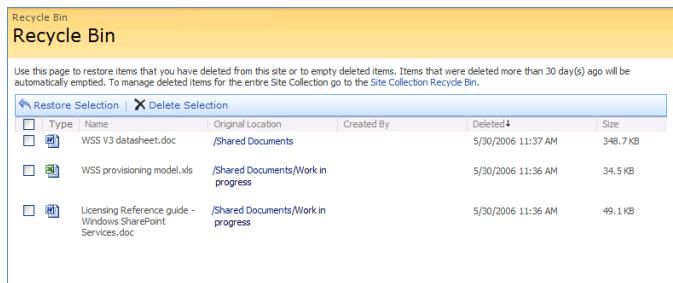 Recycle Bin
Recycle Bin
Use this page to restore items that you have deleted from this site or to empty deleted items. Items that were deleted more than 30 day(s) ago will be
automatically emptied. To manage deleted items for the entire Site Collection go to the Site Collection Recycle Bin.
Restore Selection | Delete Selection
Type Name Original Location Created By Deleted Size
WSS V3 datasheet.doc /Shared Documents 5/30/2006 11:37 AM 348.7 KB
WSS provisioning model.xls /Shared Documents/Work in 5/30/2006 11:36 AM 34.5 KB
progress
Licensing Reference guide - /Shared Documents/Work in 5/30/2006 11:36 AM 49.1 KB
Windows SharePoint progress
Services.doc